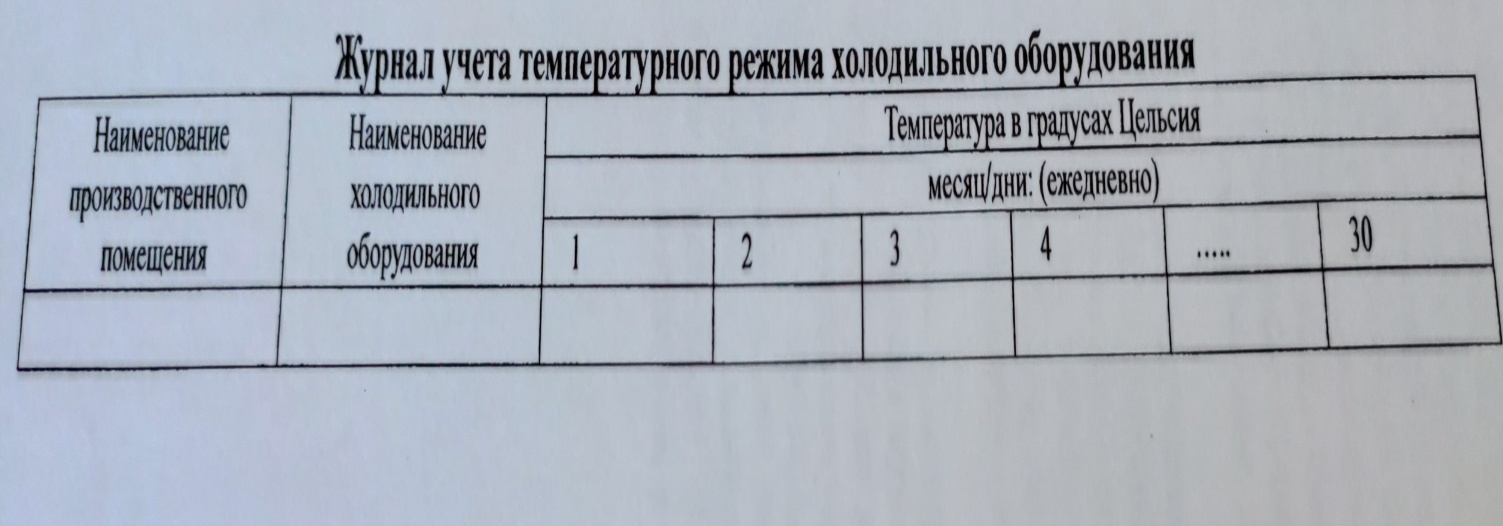 Журнал учета температурного режима холодильного оборудования
Наименование
производственного
помещения
Наименование
холодильного
оборудования
Температура в градусах Цельсия
месяц/дни: (ежедневно)
1 2 3 4 ..... 30